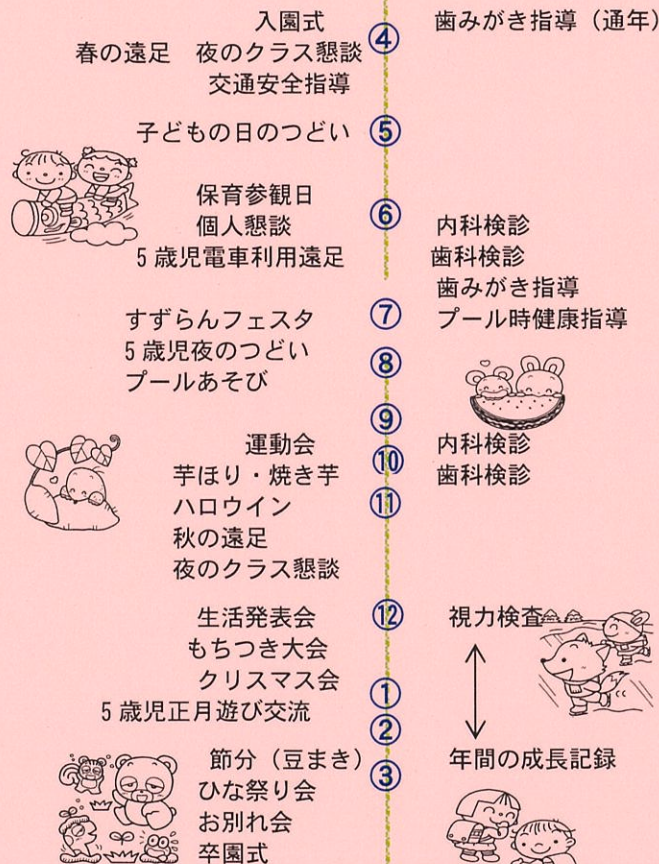 入園式
④
歯みがき指導（通年）
春の遠足　夜のクラス懇談
交通安全指導
子どもの日のつどい
⑤
保育参観日
⑥
個人懇談
内科検診
5歳児電車利用遠足
歯科検診
歯みがき指導
すずらんフェスタ
⑦
プール時健康指導
5歳児夜のつどい
⑧
プールあそび
⑨
運動会
内科検診
⑩
芋ほり・焼き芋
歯科検診
ハロウイン
⑪
秋の遠足
夜のクラス懇談
生活発表会
⑫
視力検査
もちつき大会
クリスマス会
①
5歳児正月遊び交流
②
節分（豆まき）
年間の成長記録
③
ひな祭り会
お別れ会
卒園式